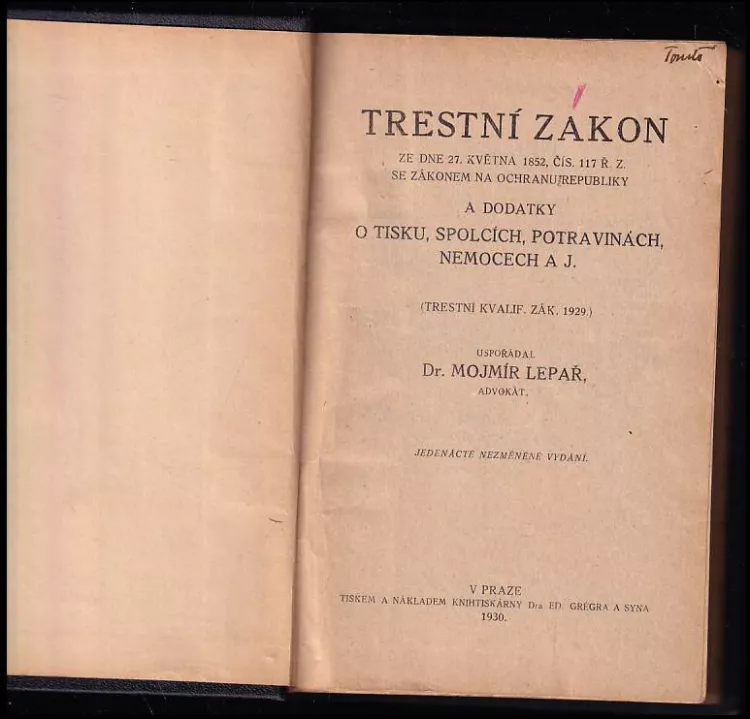 TRESTNÍ ZÁKON
ZE DNE 27. KVĚTNA 1852, ČÍS. 117 Ř. Z.
SE ZÁKONEM NA OCHRANU REPUBLIKY
A DODATKY
O TISKU, SPOLCÍCH, POTRAVINÁCH,
NEMOCECH A J.
(TRESTNÍ KVALIF. ZÁK. 1929.)
USPOŘÁDAL
Dr. MOJMÍR LEPAŘ,
ADVOKÁT.
JEDENÁCTÉ NEZMĚNĚNÉ VYDÁNÍ.
V PRAZE
TISKEM A NÁKLADEM KNIHTISKÁRNY Dra ED. GRÉGRA A SYNA
1930.